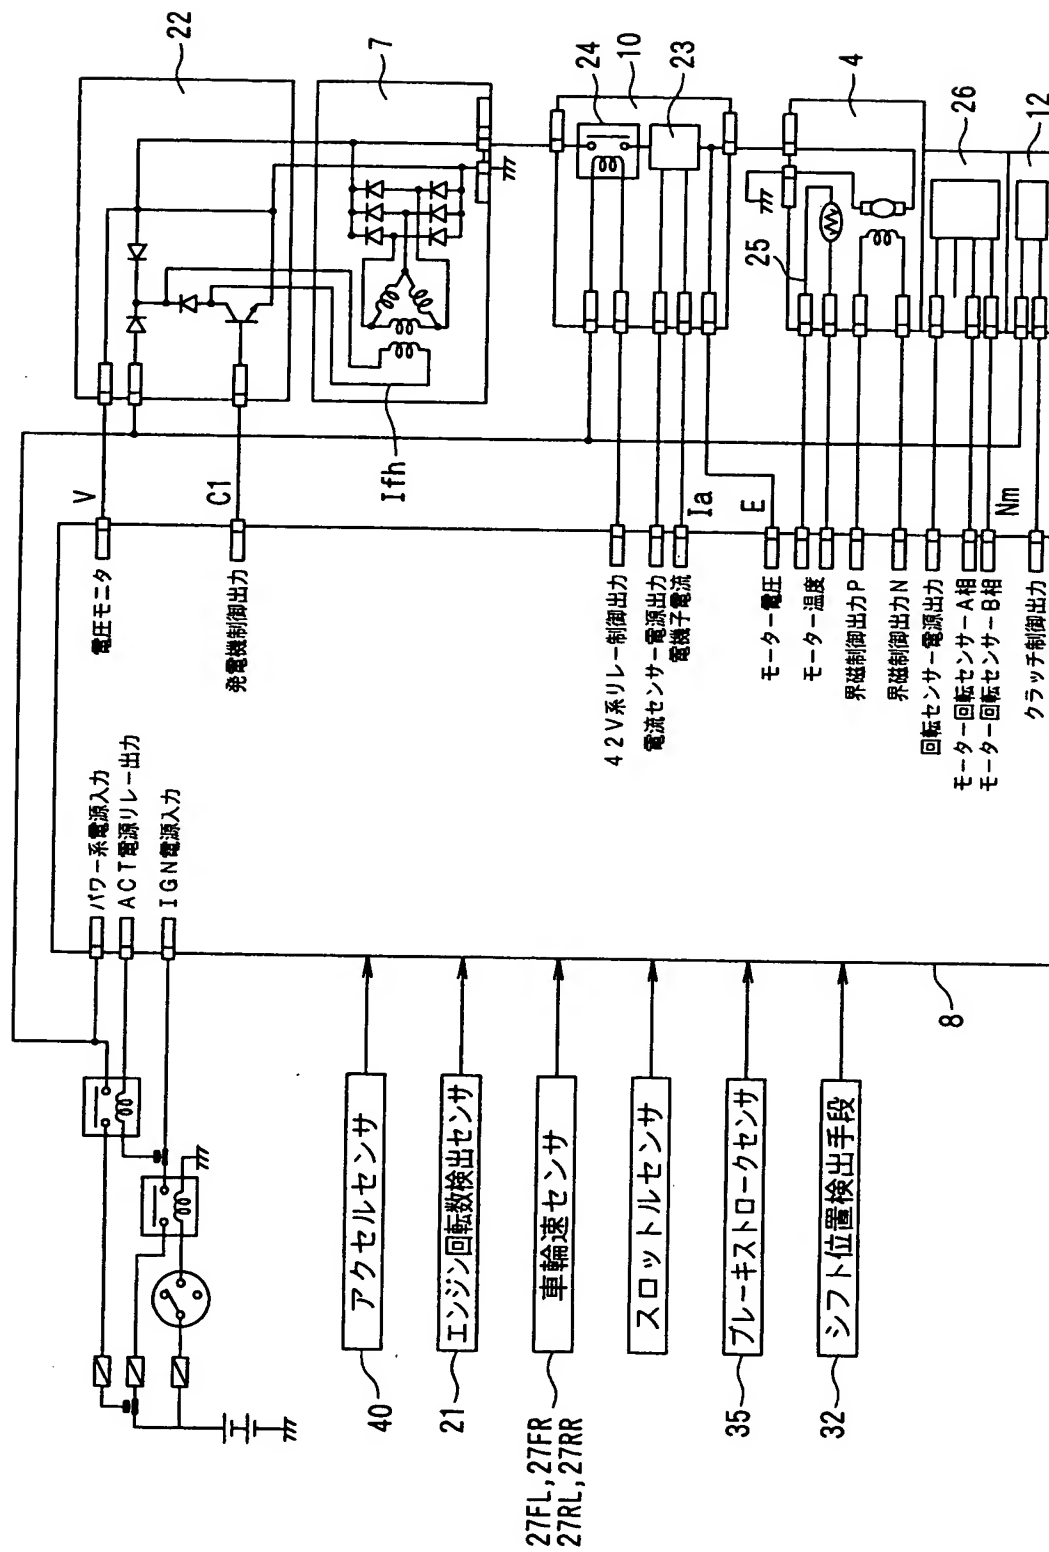 パワー系電源入力
ACT電源リレー出力
IGN電源入力
アクセルセンサ
40
エンジン回転数検出センサ
21
車輪速センサ
27FL, 27FR
27RL, 27RR
スロットルセンサ
ブレーキストロークセンサ
35
シフト位置検出手段
32
8
電圧モニタ
V
発電機制御出力
C1
42V系リレー制御出力
電流センサー電源出力
電機子電流
Ia
モーター電圧
E
モーター温度
界磁制御出力P
界磁制御出力N
回転センサー電源出力
モーター回転センサーA相
モーター回転センサーB相
Nm
クラッチ制御出力
22
7
Ifh
24
10
23
25
4
26
12